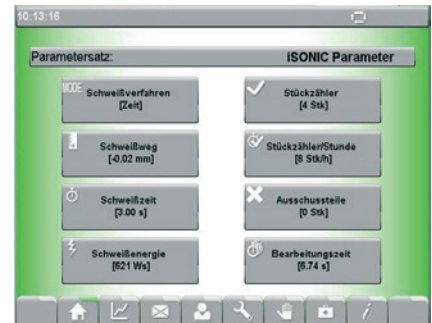 10:13:16
Parametersatz: iSONIC Parameter
MODE Schweißverfahren
[Zeit]
Schweißweg
[-0.02 mm]
Schweißzeit
[3.00 s]
Schweißenergie
[621 Ws]
Stückzähler
[4 Stk]
Stückzähler/Stunde
[8 Stk/h]
Ausschussteile
[0 Stk]
Bearbeitungszeit
[6.74 s]
i